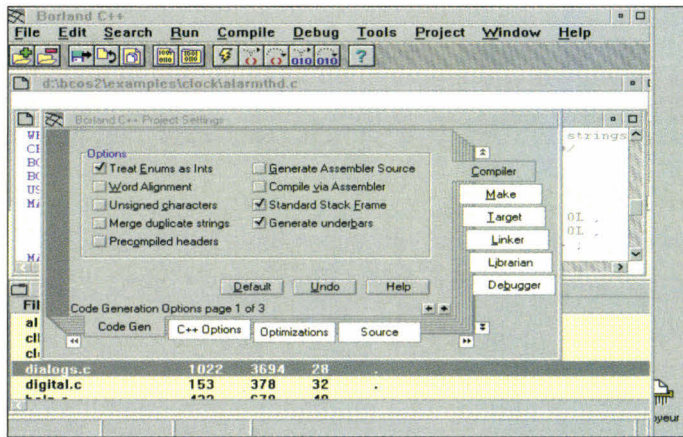 Borland C++
File Edit Search Run Compile Debug Tools Project Window Help
d:\bcos2\examples\clock\alarmthd.c
Borland C++ Project Settings
strings
Options
Treat Enums as Ints
Word Alignment
Unsigned characters
Merge duplicate strings
Precompiled headers
Generate Assembler Source
Compile via Assembler
Standard Stack Frame
Generate underbars
Compiler
Make
Target
Linker
Librarian
Debugger
Default Undo Help
Code Generation Options page 1 of 3
Code Gen C++ Options Optimizations Source
dialogs.c 1022 3694 28 .
digital.c 153 378 32 .